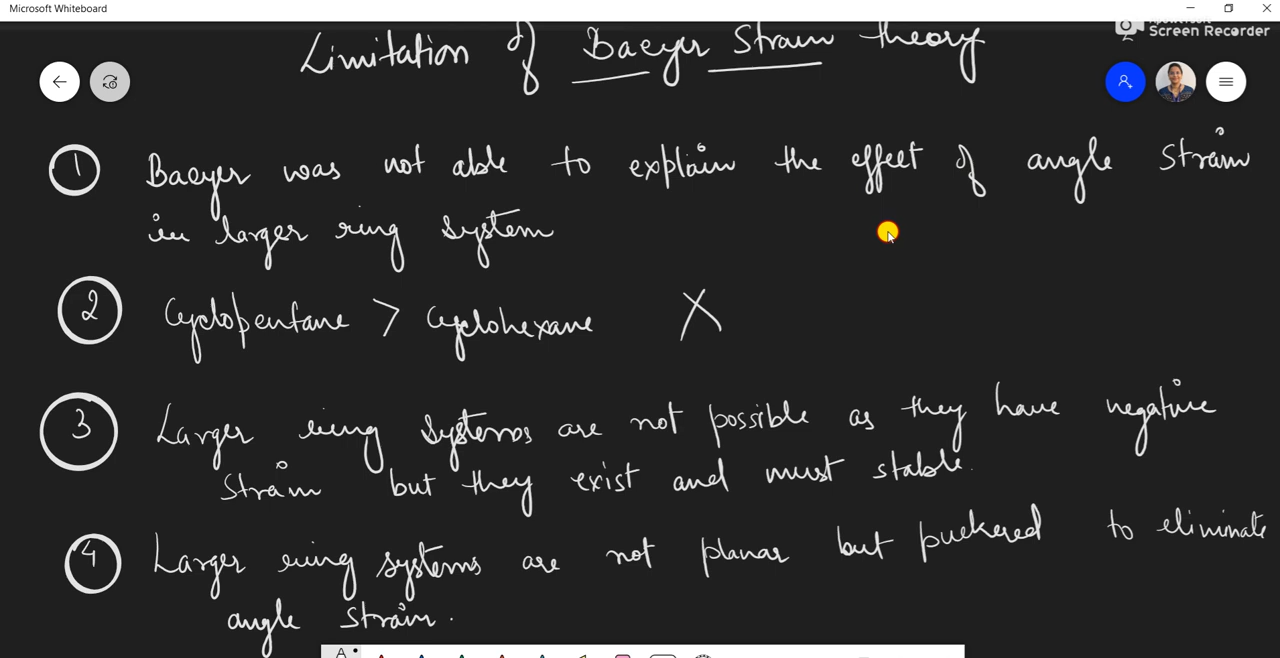 Microsoft Whiteboard
Screen Recorder
Limitation of Baeyer Strain theory
1 Baeyer was not able to explain the effect of angle strain
in larger ring system
2 Cyclopentane > Cyclohexane X
3 Larger ring systems are not possible as they have negative
strain but they exist and must stable.
4 Larger ring systems are not planar but puckered to eliminate
angle strain.
A